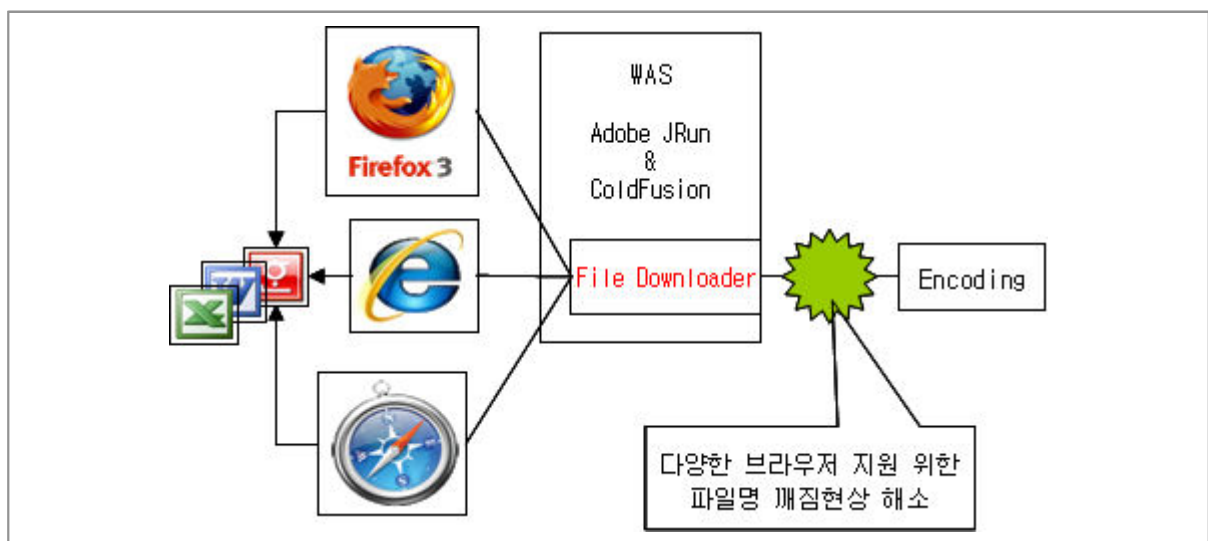 Firefox 3
WAS
Adobe JRun
&
ColdFusion
File Downloader
Encoding
다양한 브라우저 지원 위한
파일명 깨짐현상 해소